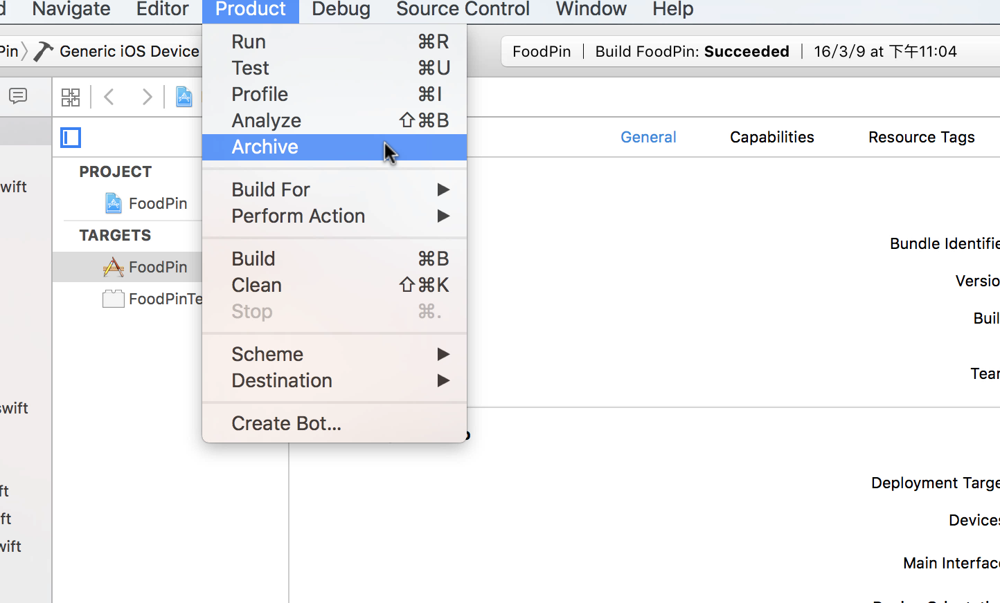 Navigate Editor Product Debug Source Control Window Help
Pin Generic iOS Device FoodPin Build FoodPin: Succeeded 16/3/9 at 下午11:04
Run ⌘R
Test ⌘U
Profile ⌘I
Analyze ⇧⌘B
Archive
General Capabilities Resource Tags
PROJECT
FoodPin
TARGETS
FoodPin
FoodPinTe
Build For ▶
Perform Action ▶
Build ⌘B
Clean ⇧⌘K
Stop ⌘.
Scheme ▶
Destination ▶
Create Bot...
wift
swift
ft
ft
wift
Bundle Identifie
Versio
Buil
Tear
Deployment Targe
Devices
Main Interface